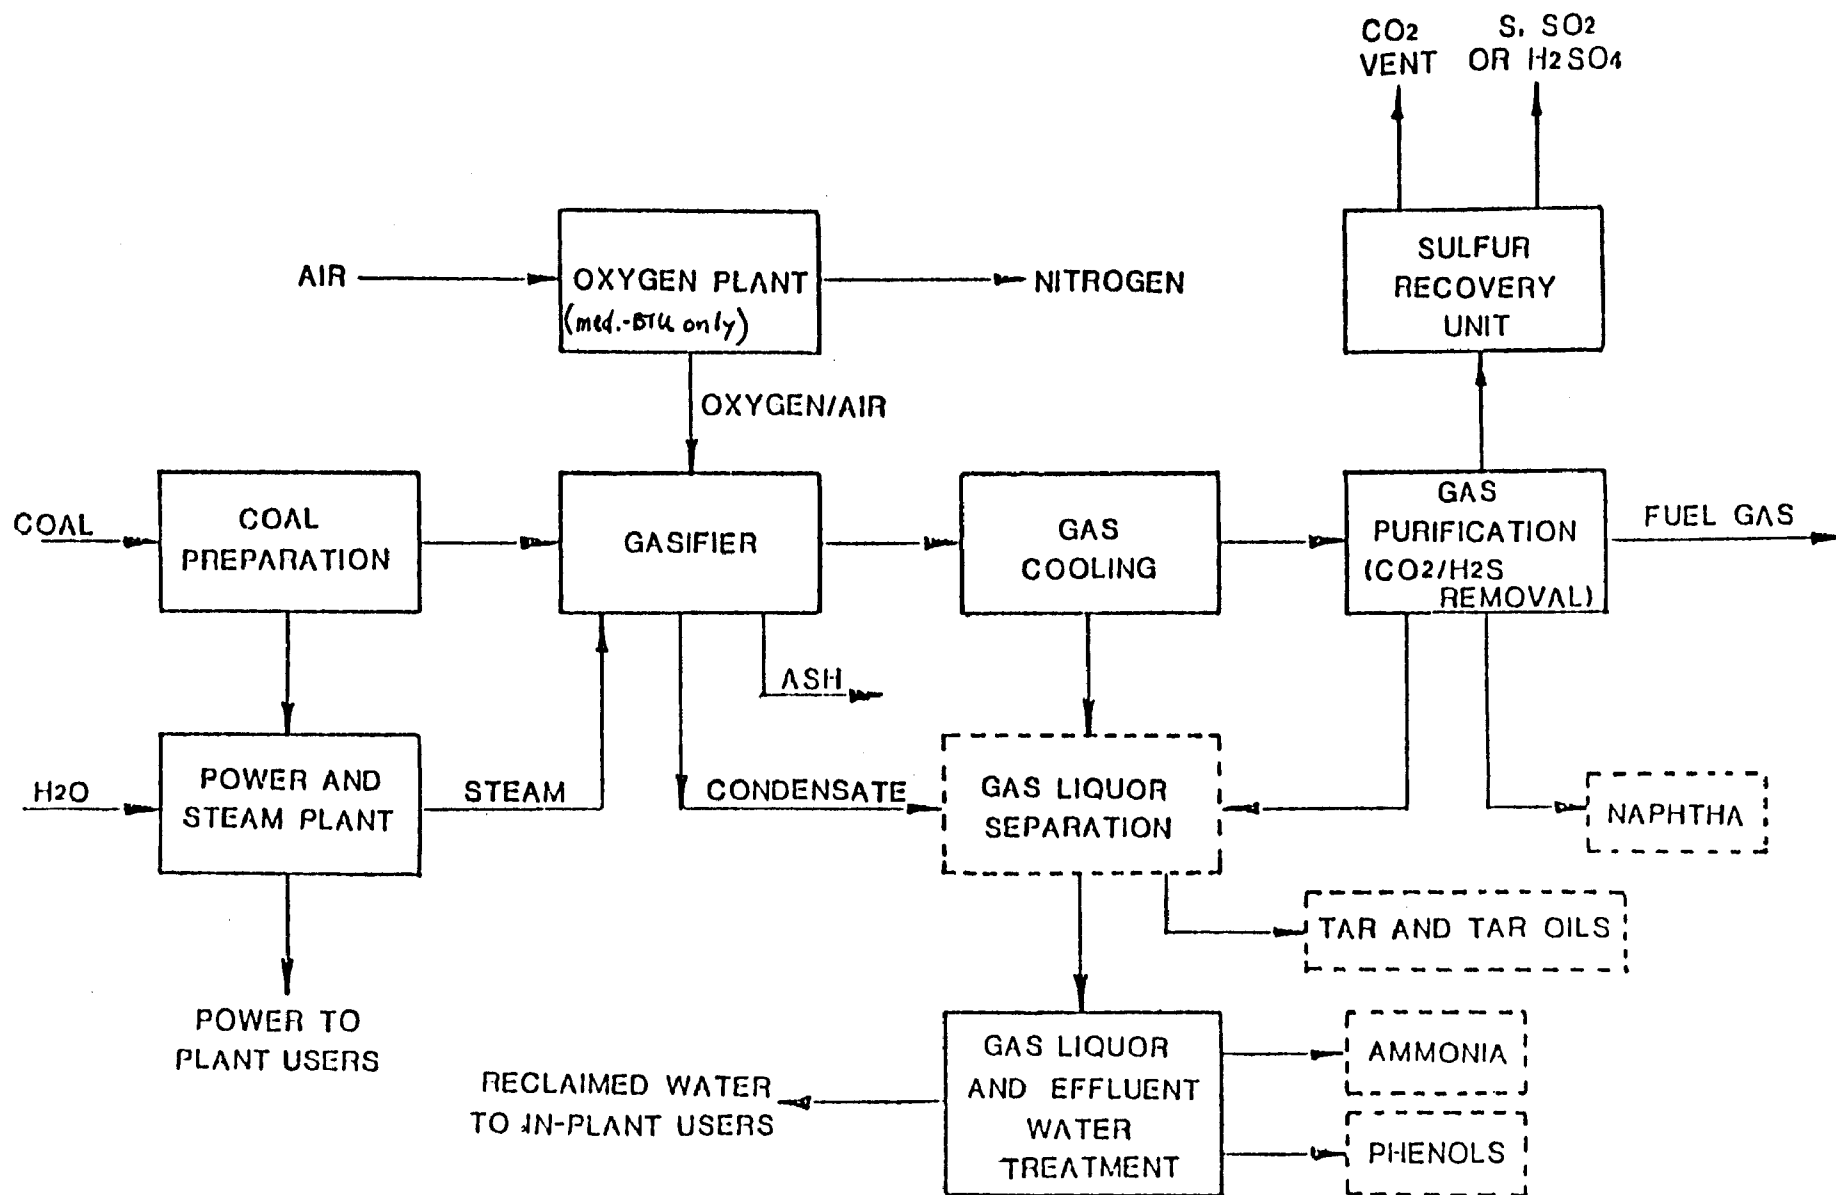 CO2
VENT
S, SO2
OR H2SO4
AIR
OXYGEN PLANT
(med.-BTU only)
NITROGEN
SULFUR
RECOVERY
UNIT
OXYGEN/AIR
COAL
COAL
PREPARATION
GASIFIER
GAS
COOLING
GAS
PURIFICATION
(CO2/H2S
REMOVAL)
FUEL GAS
ASH
H2O
POWER AND
STEAM PLANT
STEAM
CONDENSATE
GAS LIQUOR
SEPARATION
NAPHTHA
TAR AND TAR OILS
POWER TO
PLANT USERS
RECLAIMED WATER
TO IN-PLANT USERS
GAS LIQUOR
AND EFFLUENT
WATER
TREATMENT
AMMONIA
PHENOLS